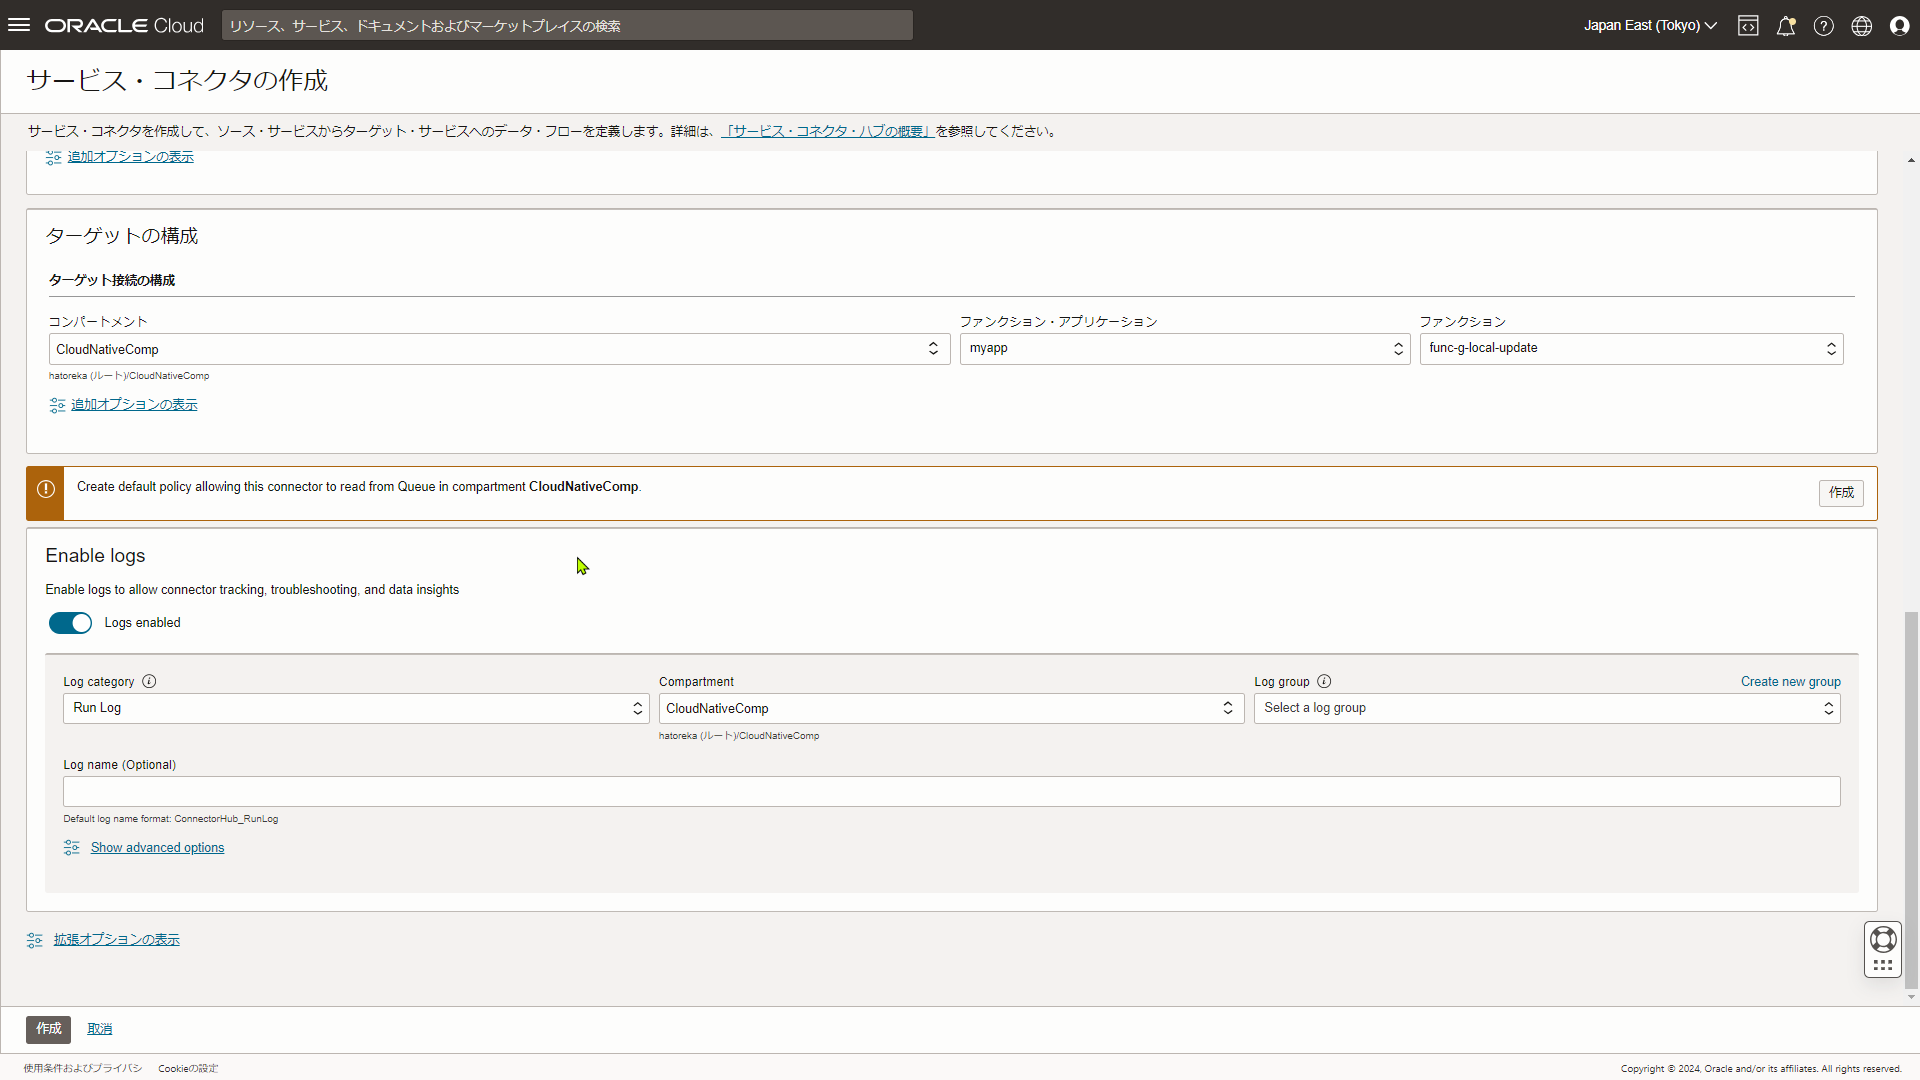 ORACLE Cloud
リソース、サービス、ドキュメントおよびマーケットプレイスの検索
Japan East (Tokyo)
サービス・コネクタの作成
サービス・コネクタを作成して、ソース・サービスからターゲット・サービスへのデータ・フローを定義します。詳細は、「サービス・コネクタ・ハブの概要」を参照してください。
追加オプションの表示
ターゲットの構成
ターゲット接続の構成
コンパートメント
ファンクション・アプリケーション
ファンクション
CloudNativeComp
myapp
func-g-local-update
hatoreka (ルート)/CloudNativeComp
追加オプションの表示
Create default policy allowing this connector to read from Queue in compartment CloudNativeComp.
作成
Enable logs
Enable logs to allow connector tracking, troubleshooting, and data insights
Logs enabled
Log category
Compartment
Log group
Create new group
Run Log
CloudNativeComp
Select a log group
hatoreka (ルート)/CloudNativeComp
Log name (Optional)
Default log name format: ConnectorHub_RunLog
Show advanced options
拡張オプションの表示
作成
取消
使用条件およびプライバシ
Cookieの設定
Copyright © 2024, Oracle and/or its affiliates. All rights reserved.